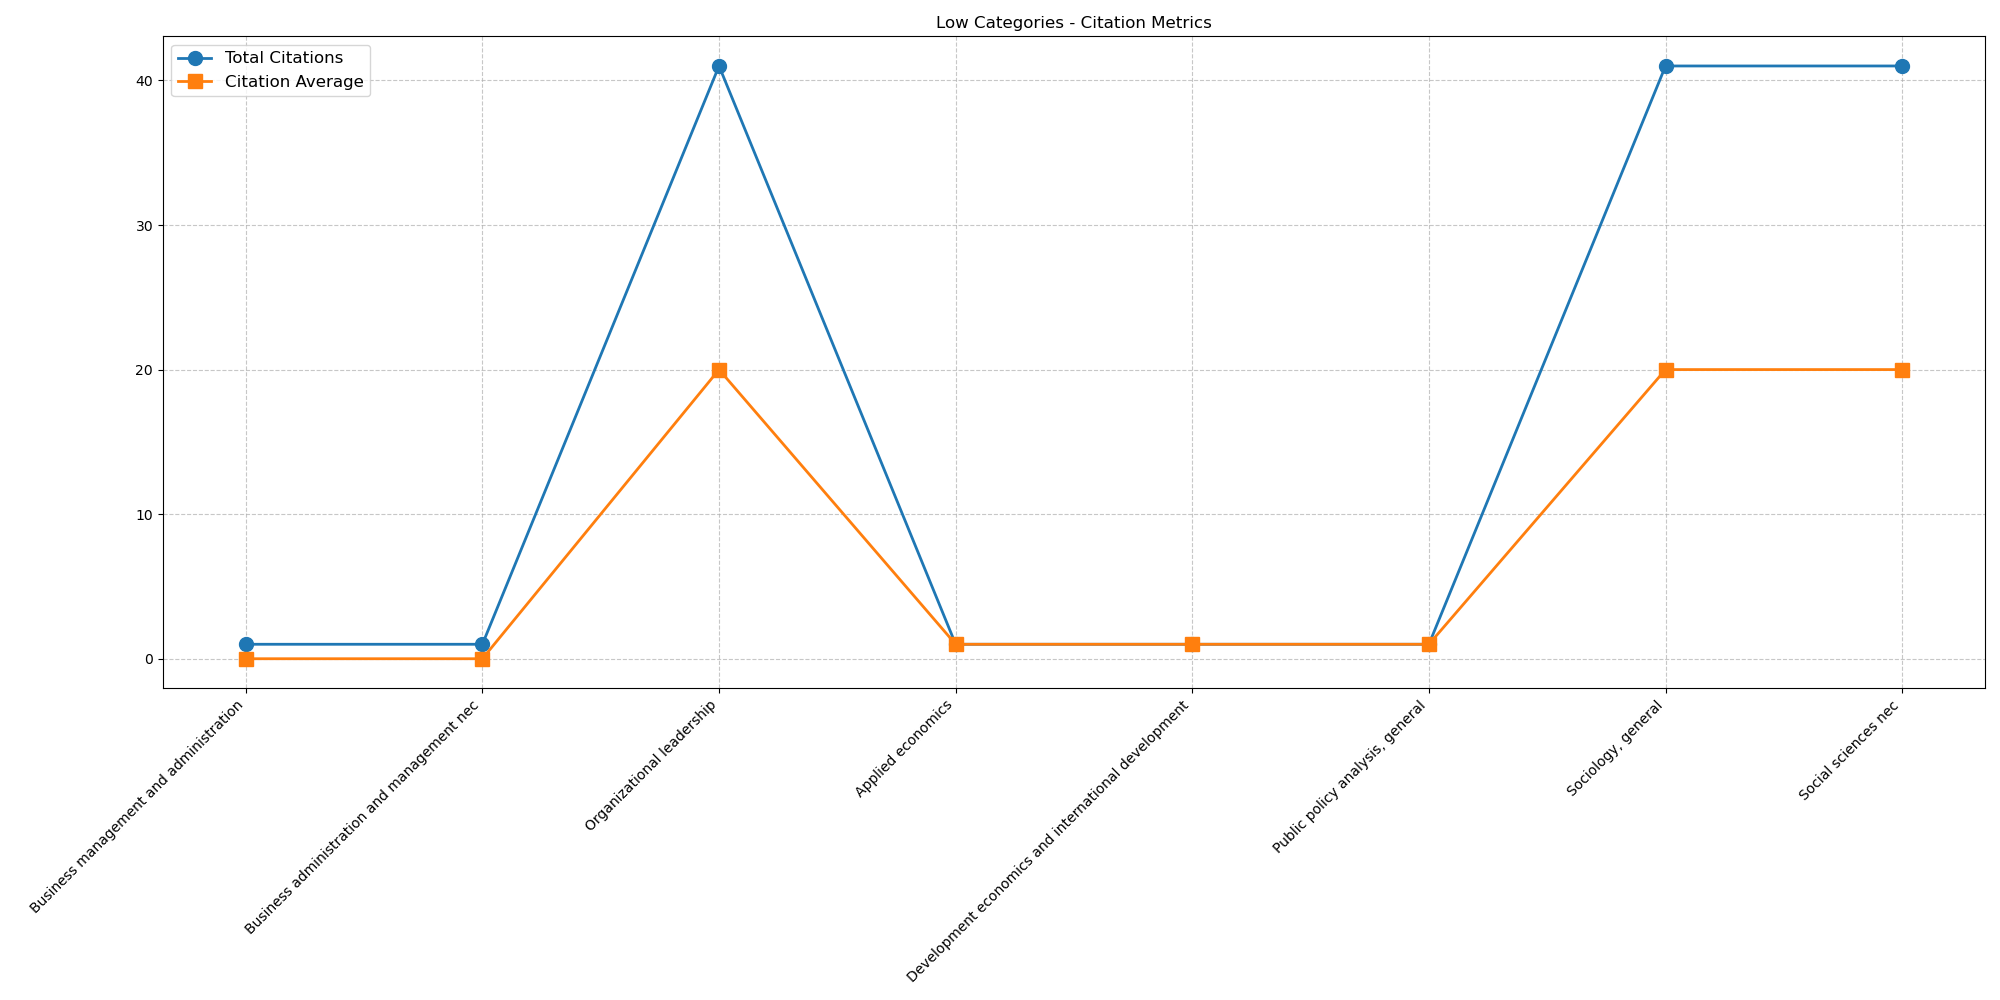 Low Categories - Citation Metrics
Total Citations
Citation Average
40
30
20
10
0
Business management and administration
Business administration and management nec
Organizational leadership
Applied economics
Development economics and international development
Public policy analysis, general
Sociology, general
Social sciences nec